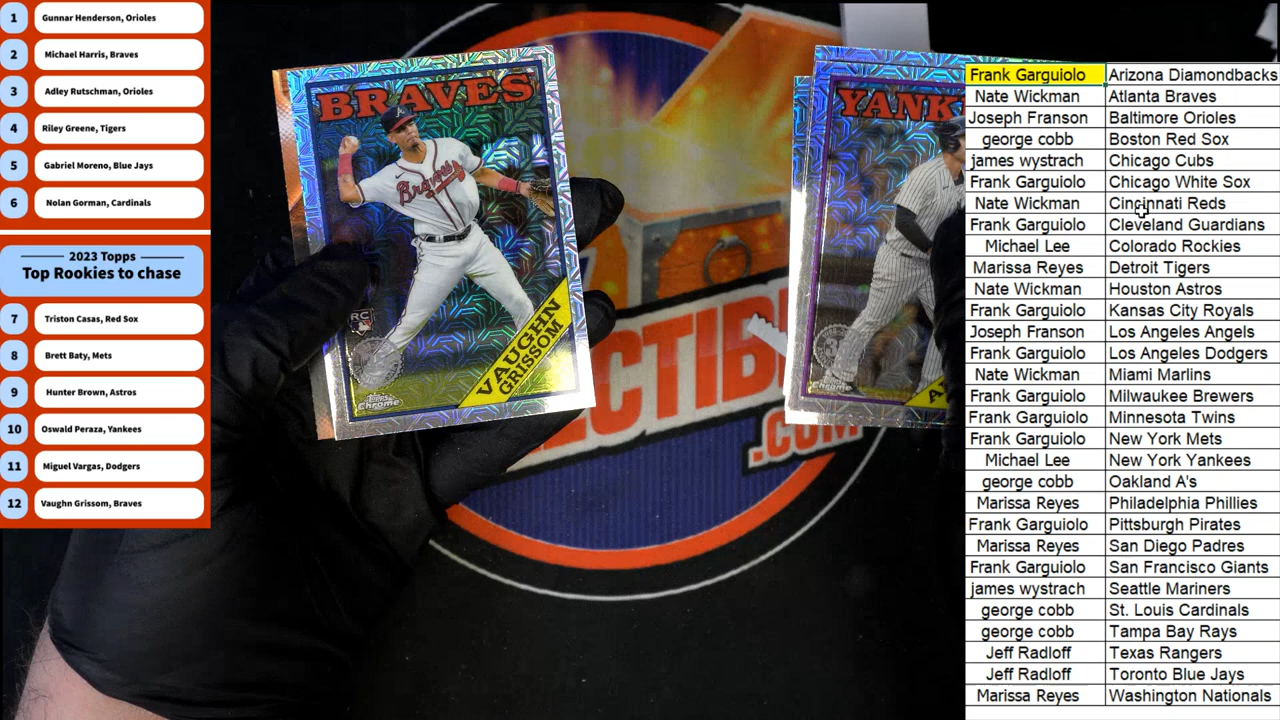 1 Gunnar Henderson, Orioles
2 Michael Harris, Braves
3 Adley Rutschman, Orioles
4 Riley Greene, Tigers
5 Gabriel Moreno, Blue Jays
6 Nolan Gorman, Cardinals
2023 Topps
Top Rookies to chase
7 Triston Casas, Red Sox
8 Brett Baty, Mets
9 Hunter Brown, Astros
10 Oswald Peraza, Yankees
11 Miguel Vargas, Dodgers
12 Vaughn Grissom, Braves
BRAVES
Braves
RC
VAUGHN
GRISSOM
Topps
Chrome
YANK
Topps
Chrome
ECTIB
.COM
Frank Garguiolo Arizona Diamondbacks
Nate Wickman Atlanta Braves
Joseph Franson Baltimore Orioles
george cobb Boston Red Sox
james wystrach Chicago Cubs
Frank Garguiolo Chicago White Sox
Nate Wickman Cincinnati Reds
Frank Garguiolo Cleveland Guardians
Michael Lee Colorado Rockies
Marissa Reyes Detroit Tigers
Nate Wickman Houston Astros
Frank Garguiolo Kansas City Royals
Joseph Franson Los Angeles Angels
Frank Garguiolo Los Angeles Dodgers
Nate Wickman Miami Marlins
Frank Garguiolo Milwaukee Brewers
Frank Garguiolo Minnesota Twins
Frank Garguiolo New York Mets
Michael Lee New York Yankees
george cobb Oakland A's
Marissa Reyes Philadelphia Phillies
Frank Garguiolo Pittsburgh Pirates
Marissa Reyes San Diego Padres
Frank Garguiolo San Francisco Giants
james wystrach Seattle Mariners
george cobb St. Louis Cardinals
george cobb Tampa Bay Rays
Jeff Radloff Texas Rangers
Jeff Radloff Toronto Blue Jays
Marissa Reyes Washington Nationals